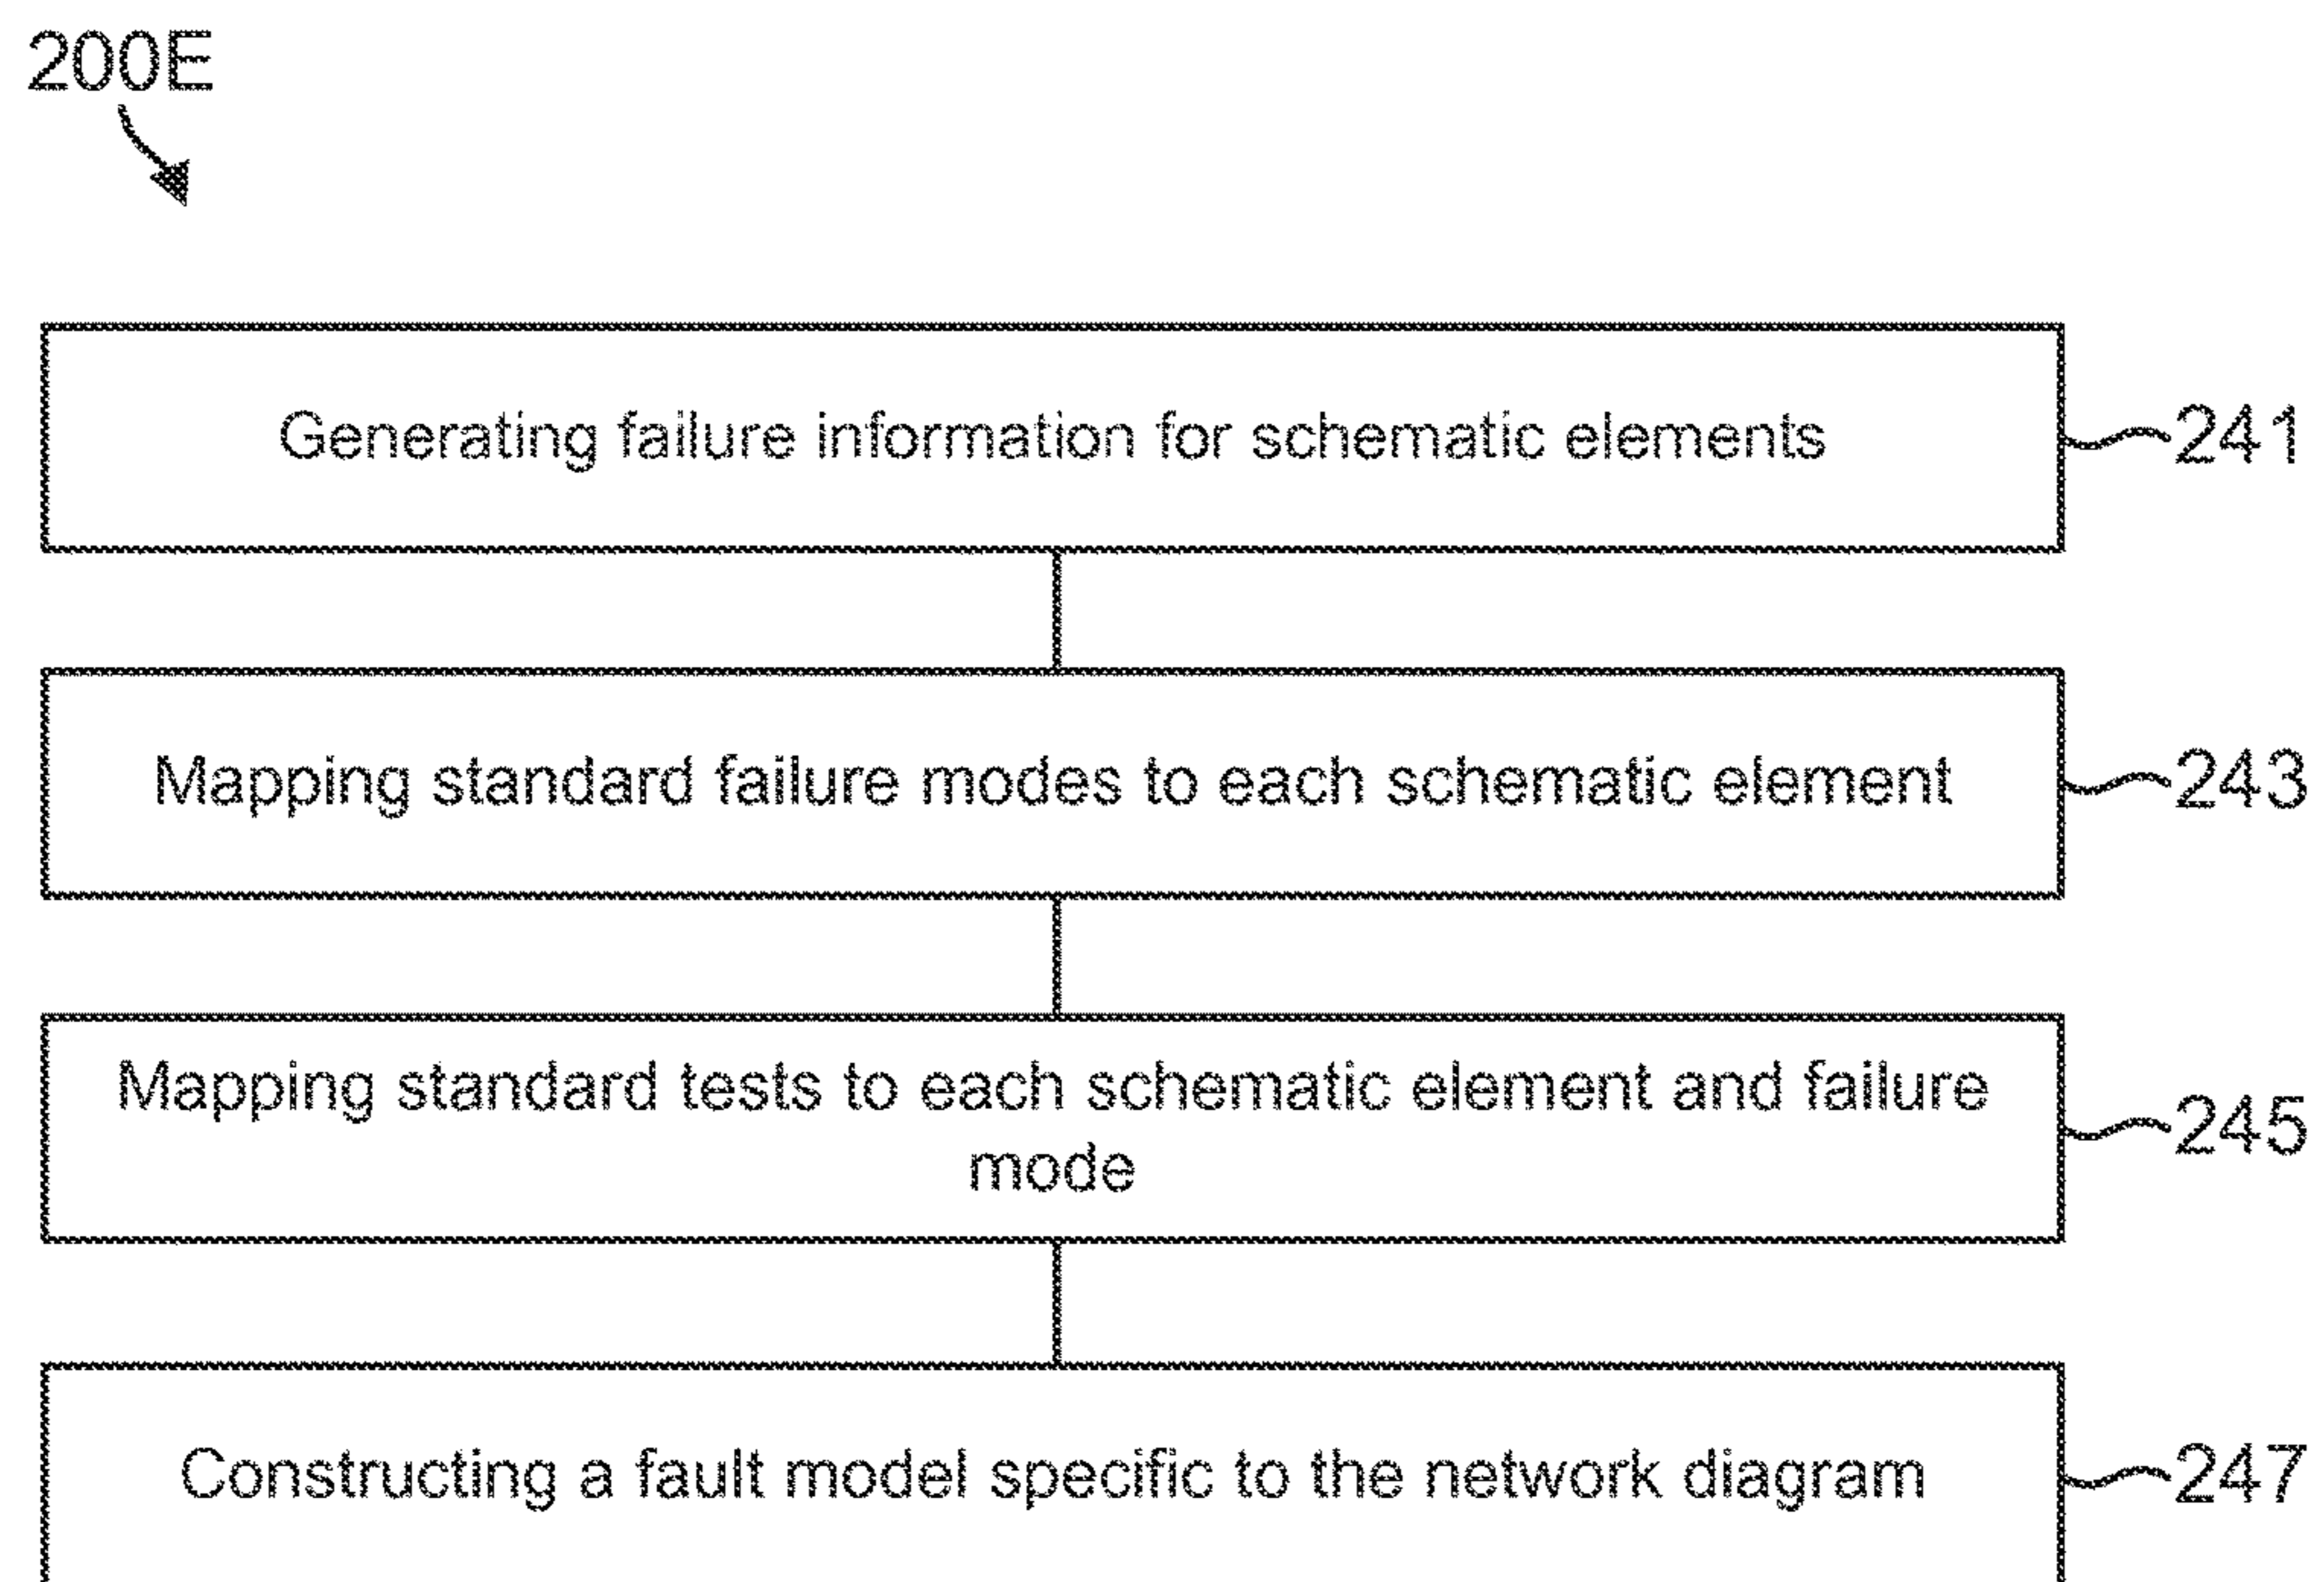 200E
Generating failure information for schematic elements
241
Mapping standard failure modes to each schematic element
243
Mapping standard tests to each schematic element and failure
mode
245
Constructing a fault model specific to the network diagram
247